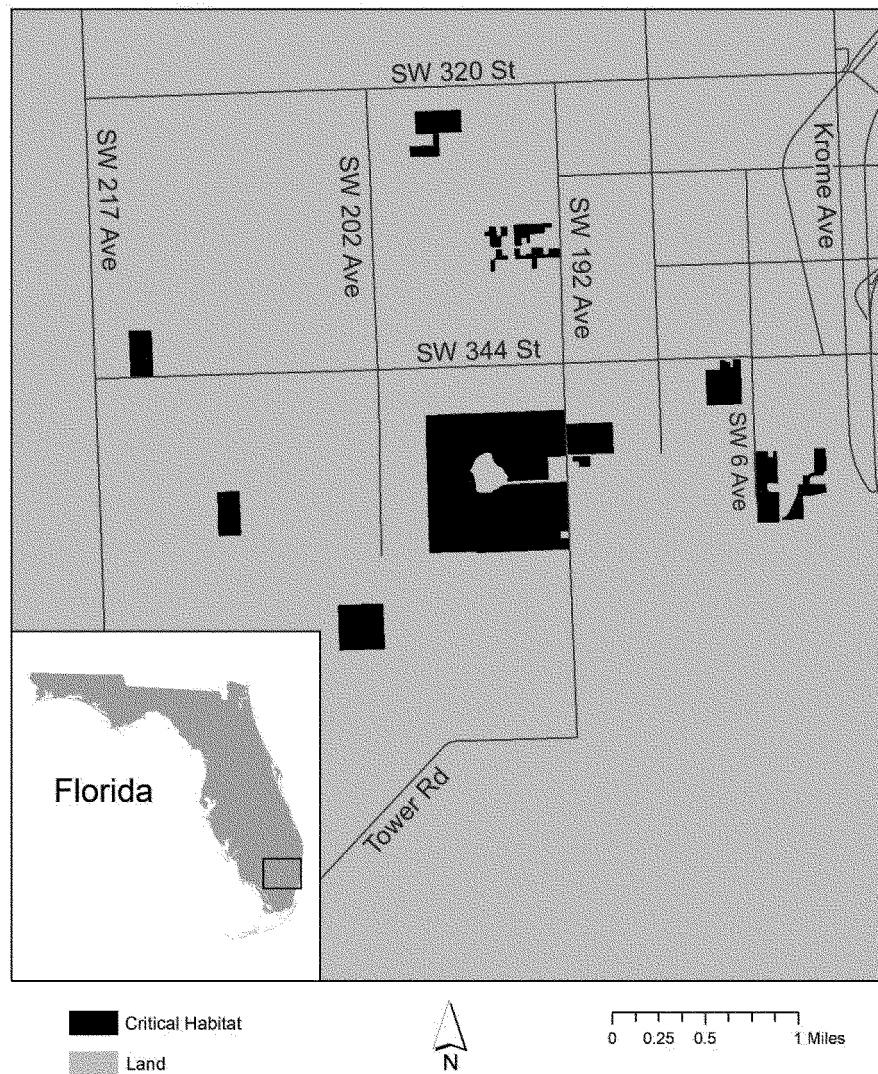 SW 320 St
SW 217 Ave
SW 202 Ave
SW 192 Ave
Krome Ave
SW 344 St
SW 6 Ave
Tower Rd
Florida
Critical Habitat
Land
N
0 0.25 0.5 1 Miles